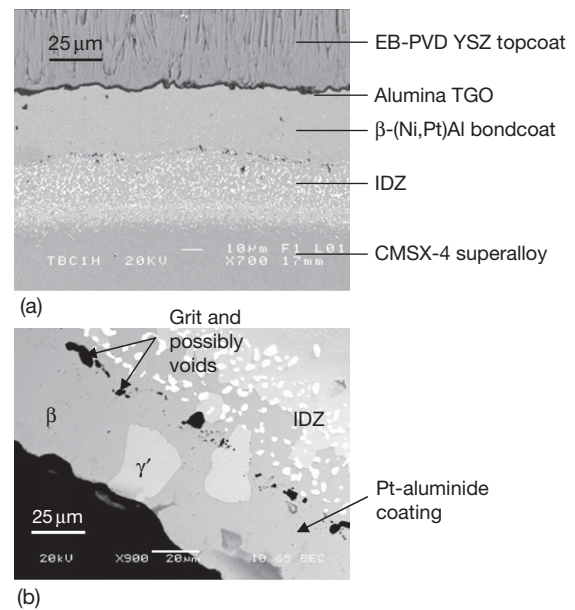 25 μm
EB-PVD YSZ topcoat
Alumina TGO
β-(Ni,Pt)Al bondcoat
IDZ
CMSX-4 superalloy
10μm F1 L01
TBC1H 20KV X700 17mm
(a)
Grit and
possibly
voids
β
IDZ
γ′
Pt-aluminide
coating
25 μm
20kV X900 20μm 10 65 BEC
(b)